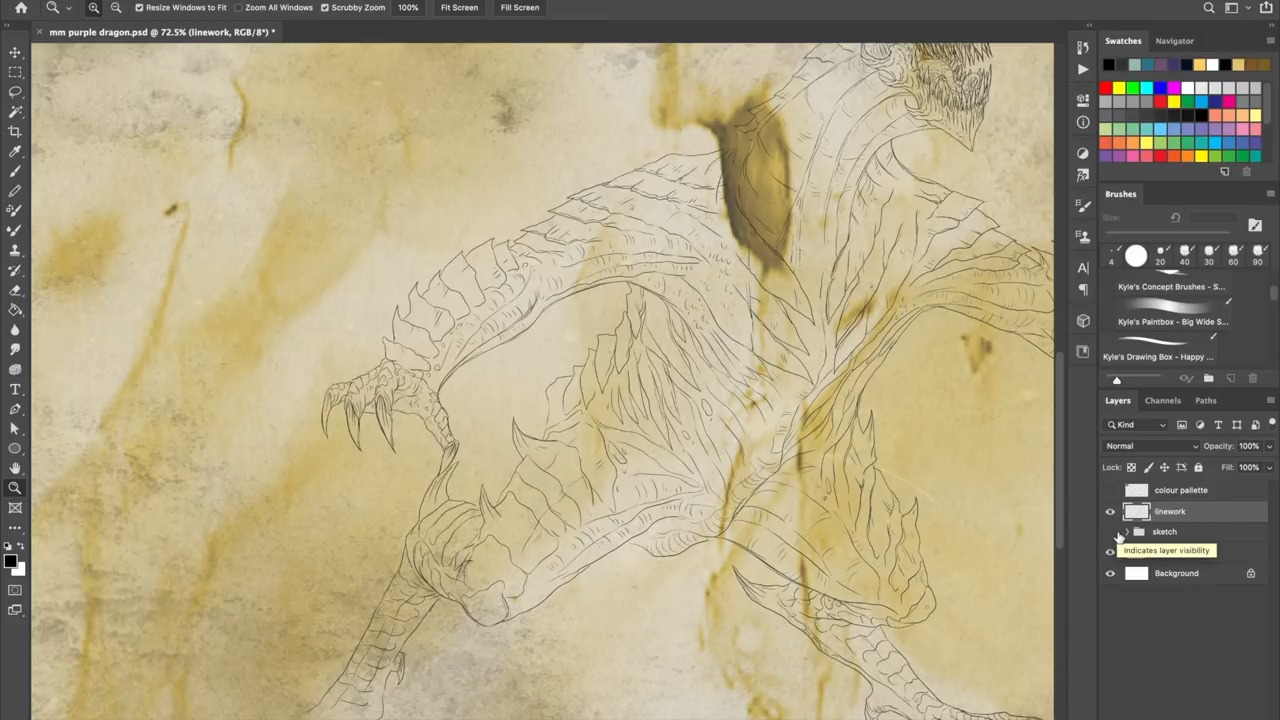 Resize Windows to Fit Zoom All Windows Scrubby Zoom 100% Fit Screen Fill Screen
mm purple dragon.psd @ 72.5% (linework, RGB/8*) *
Swatches Navigator
Brushes
Size:
4 20 40 30 60 90
Kyle's Concept Brushes - S...
Kyle's Paintbox - Big Wide S...
Kyle's Drawing Box - Happy ...
Layers Channels Paths
Kind
Normal Opacity: 100%
Lock: Fill: 100%
colour pallette
linework
sketch
Indicates layer visibility
Background